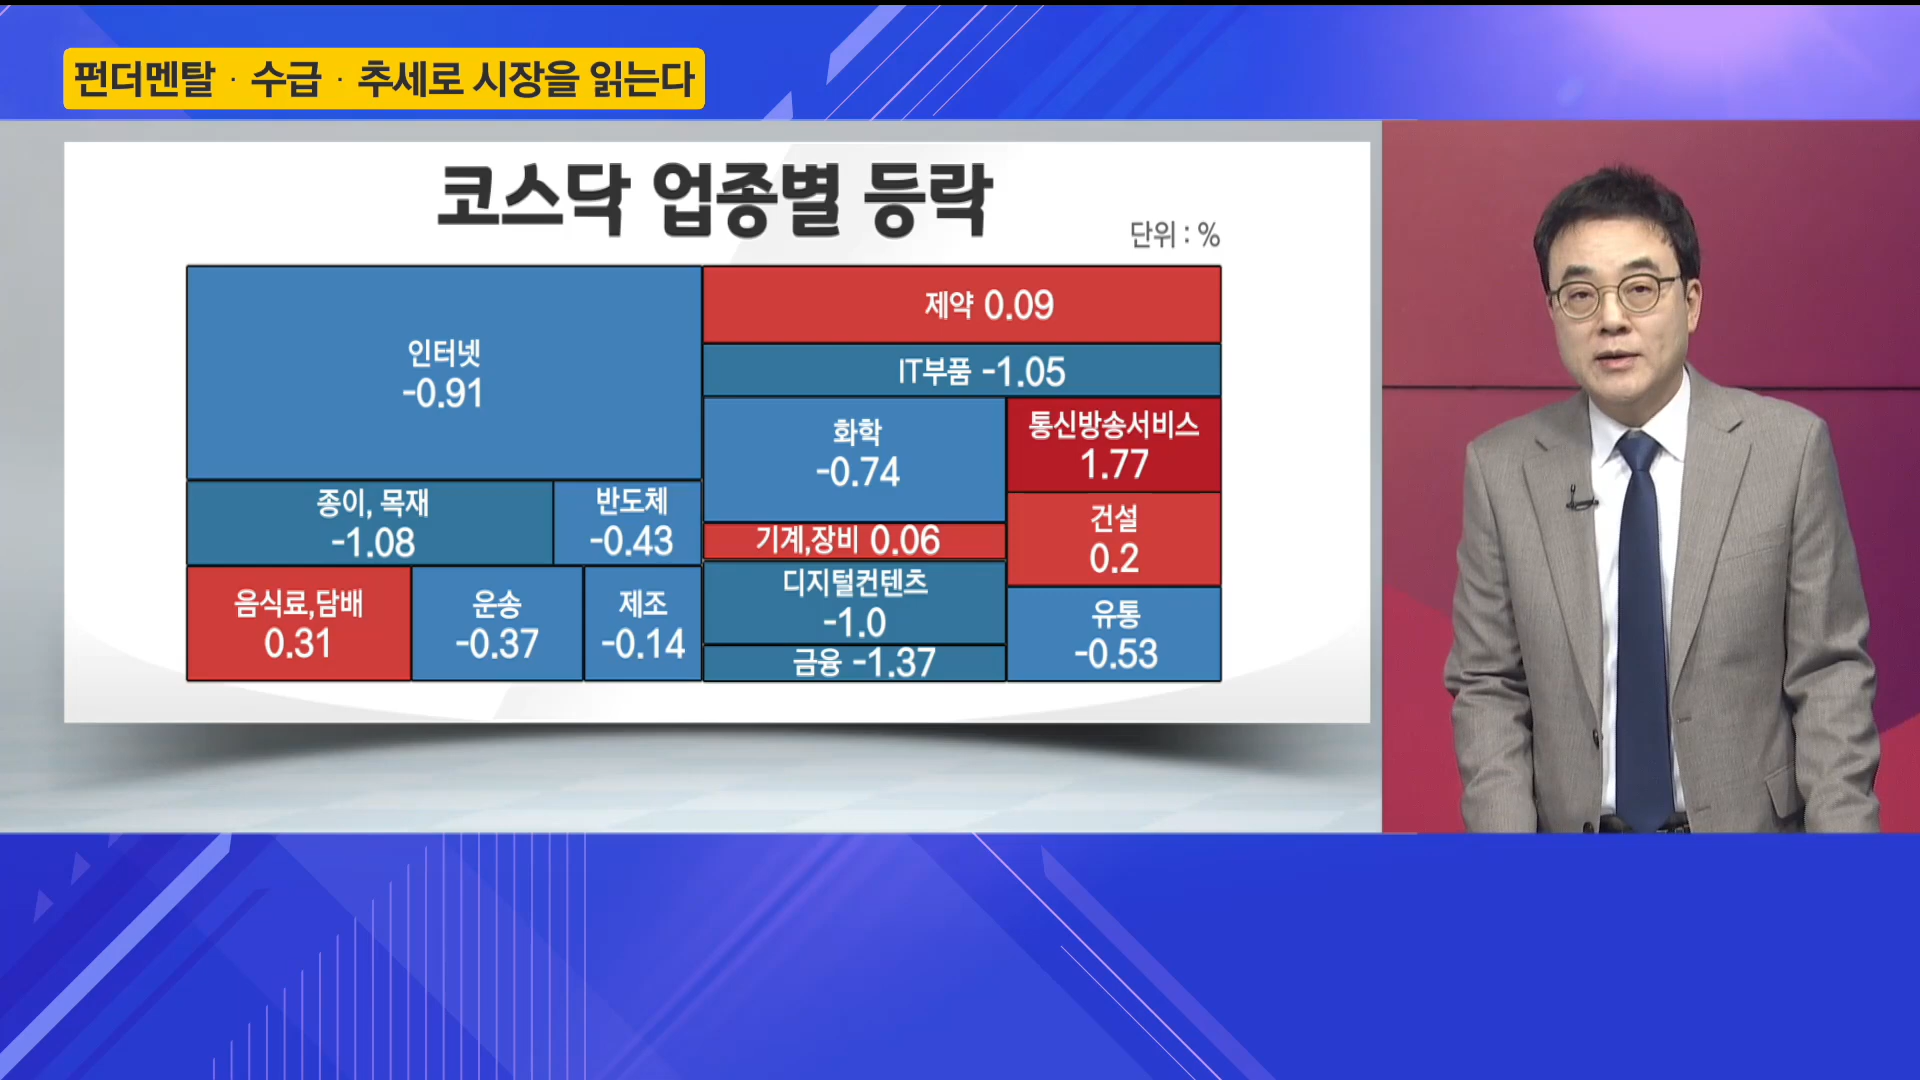 펀더멘탈 · 수급 · 추세로 시장을 읽는다
코스닥 업종별 등락
단위 : %
인터넷
-0.91
제약 0.09
IT부품 -1.05
화학
-0.74
통신방송서비스
1.77
종이, 목재
-1.08
반도체
-0.43
기계,장비 0.06
건설
0.2
음식료,담배
0.31
운송
-0.37
제조
-0.14
디지털컨텐츠
-1.0
금융 -1.37
유통
-0.53